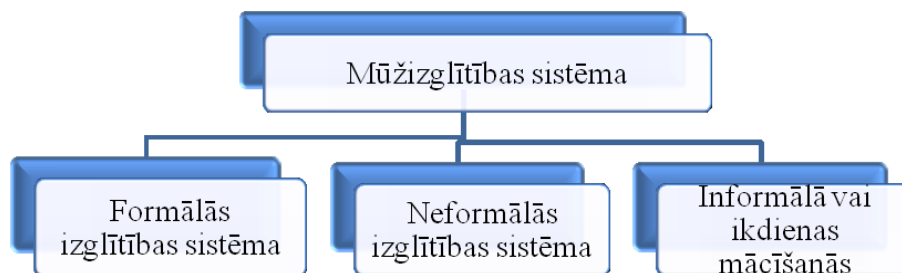 Mūžizglītības sistēma
Formālās
izglītības sistēma
Neformālās
izglītības sistēma
Informālā vai
ikdienas
mācīšanās